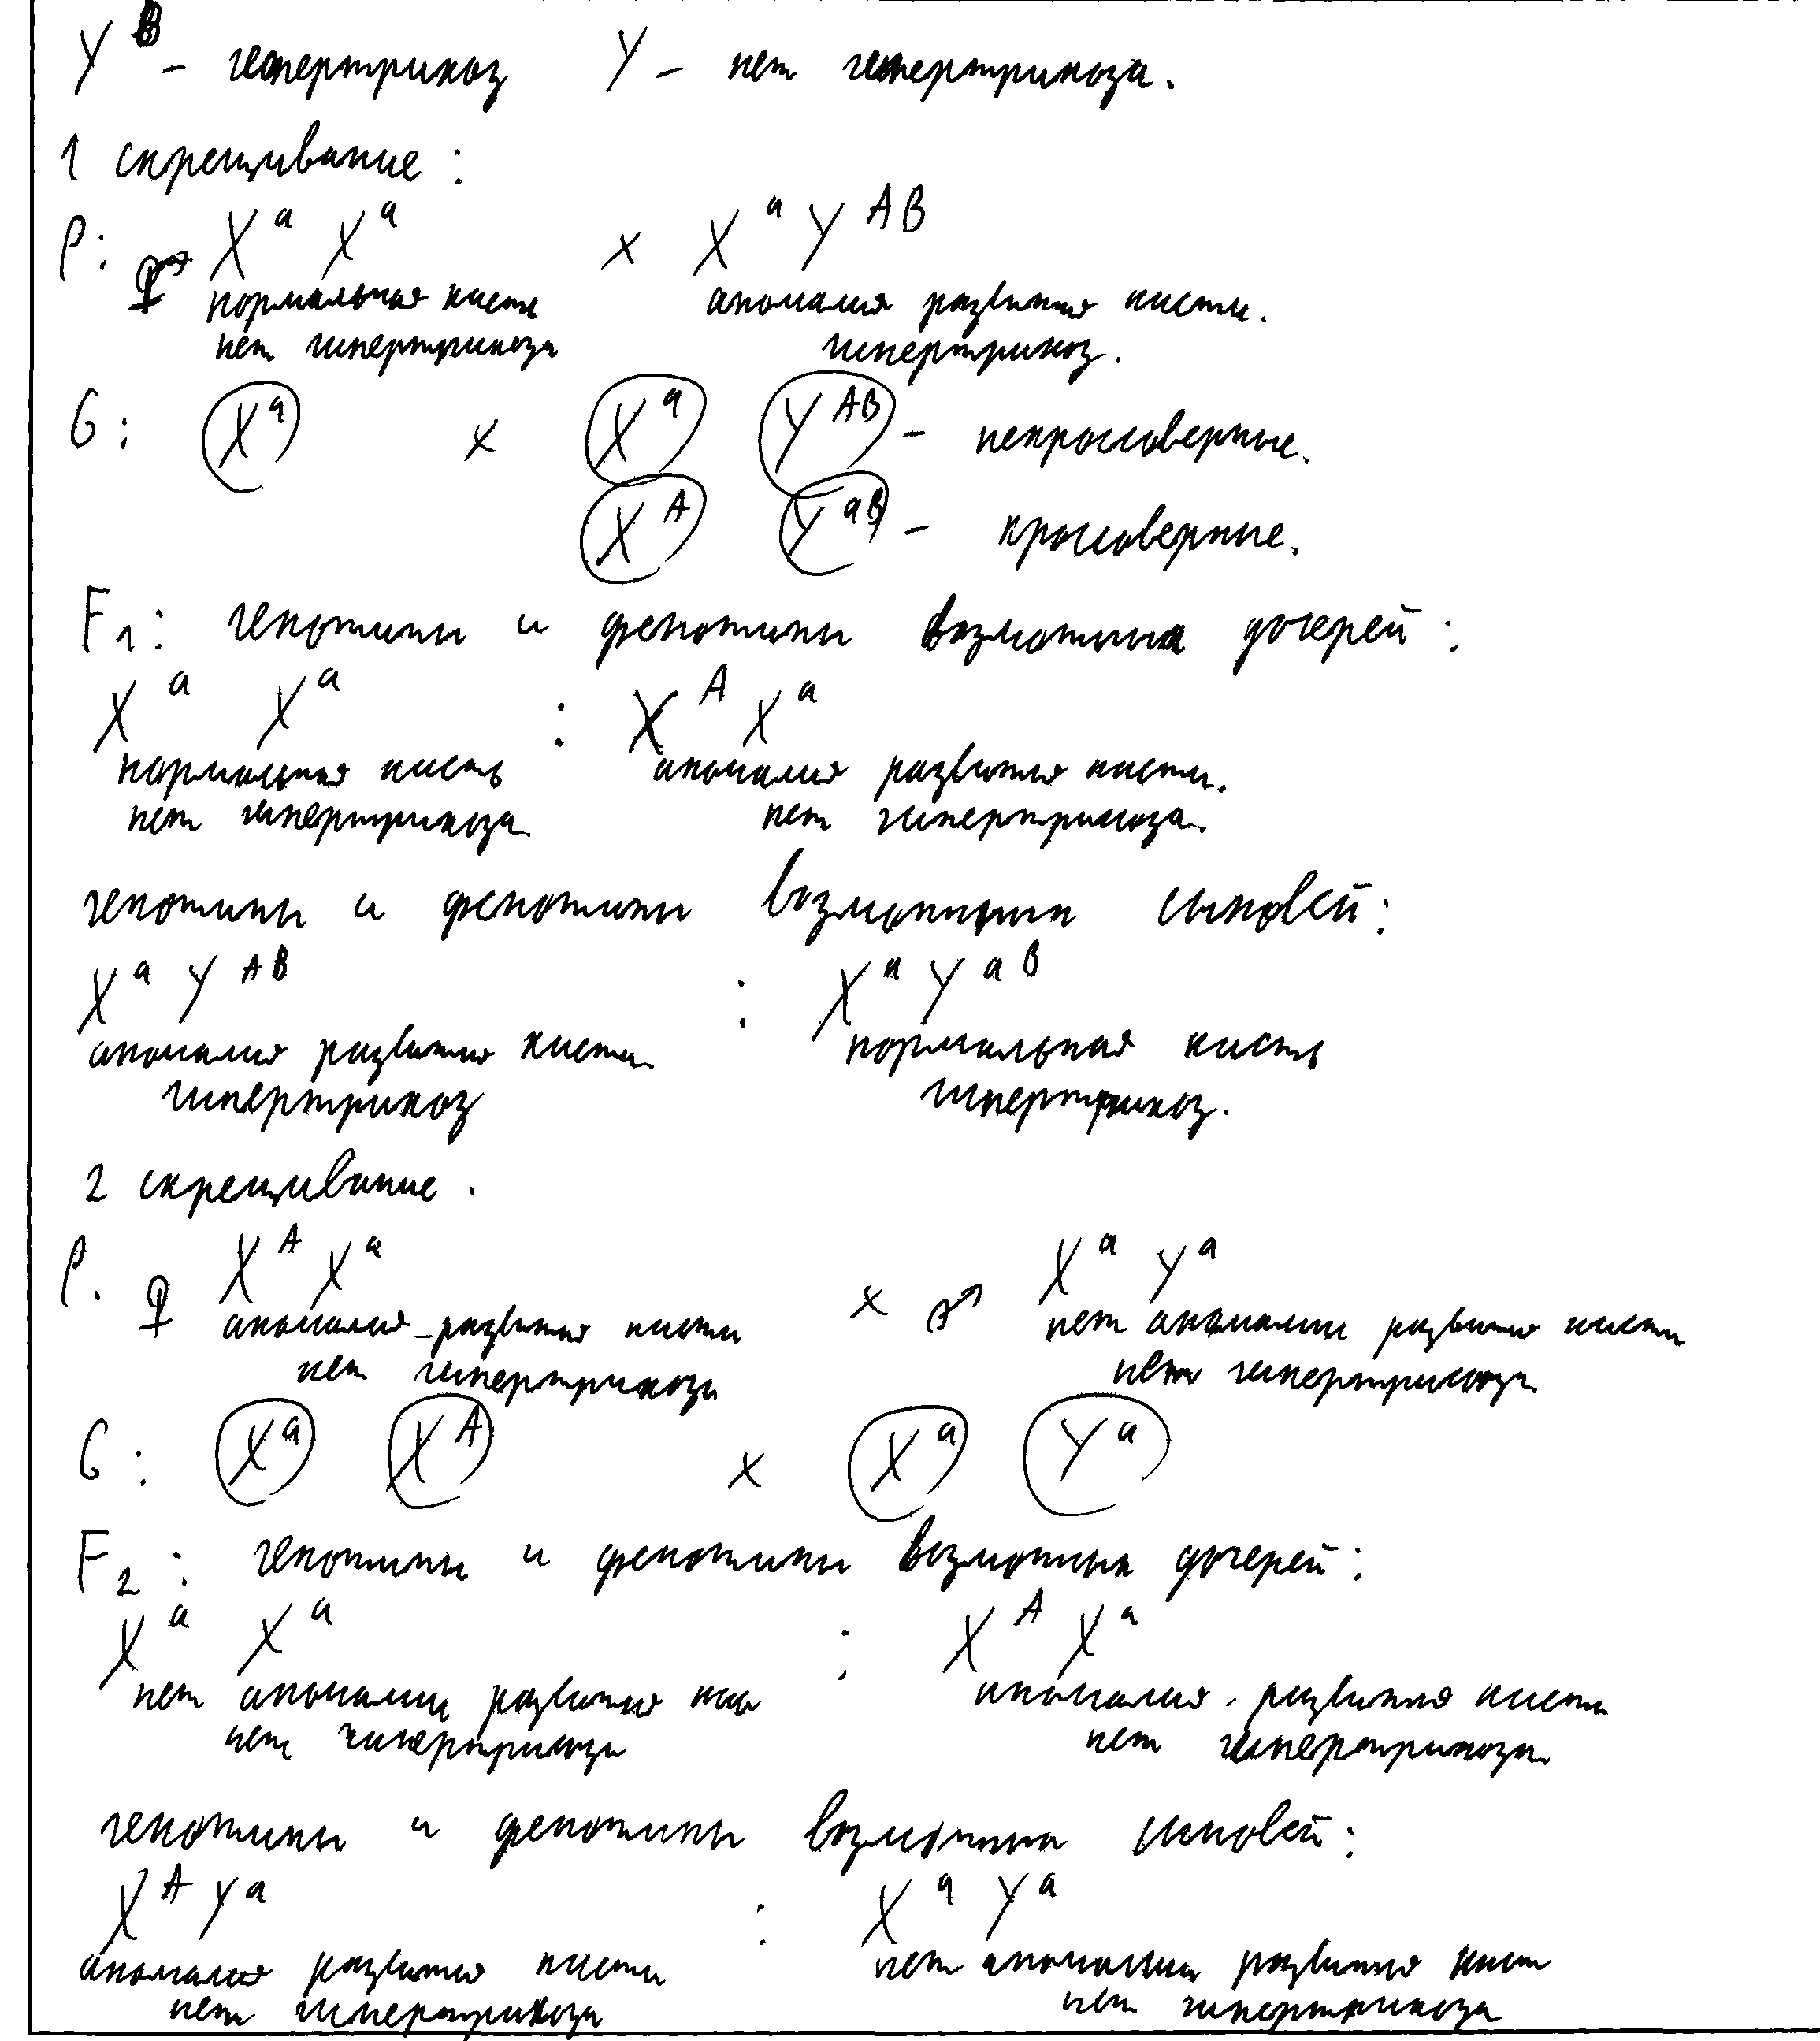 Y^B – гипертрихоз Y – нет гипертрихоза.
1 скрещивание:
P: ♀ X^a X^a × X^a Y^AB
нормальная кисть аномалия развития кисти.
нет гипертрихоза гипертрихоз.
G: X^a × X^a Y^AB – некроссоверные.
X^A Y^aB – кроссоверные.
F1: генотипы и фенотипы возможных дочерей:
X^a X^a : X^A X^a
нормальная кисть аномалия развития кисти.
нет гипертрихоза нет гипертрихоза.
генотипы и фенотипы возможных сыновей:
X^a Y^AB : X^a Y^aB
аномалия развития кисти нормальная кисть
гипертрихоз гипертрихоз.
2 скрещивание.
P. ♀ X^A X^a × ♂ X^a Y^a
аномалия развития кисти нет аномалии развития кисти
нет гипертрихоза нет гипертрихоза
G: X^a X^A × X^a Y^a
F2: генотипы и фенотипы возможных дочерей:
X^a X^a : X^A X^a
нет аномалии развития кис аномалия развития кисти
нет гипертрихоза нет гипертрихоза
генотипы и фенотипы возможных сыновей:
X^A Y^a : X^a Y^a
аномалия развития кисти нет аномалии развития кист
нет гипертрихоза нет гипертрихоза